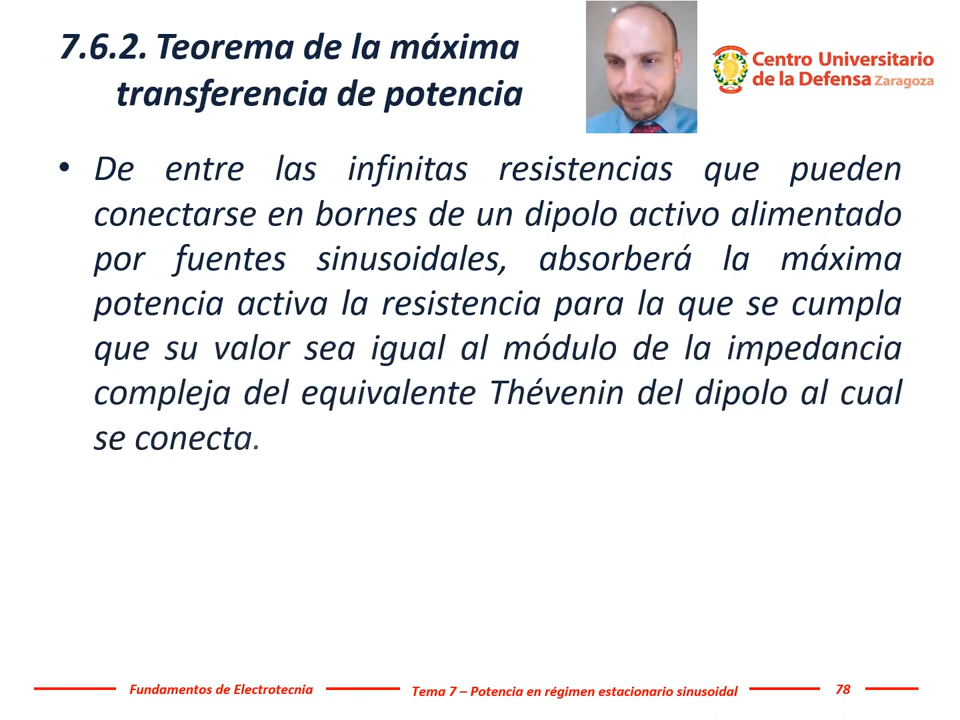 7.6.2. Teorema de la máxima
transferencia de potencia
Centro Universitario
de la Defensa Zaragoza
• De entre las infinitas resistencias que pueden
conectarse en bornes de un dipolo activo alimentado
por fuentes sinusoidales, absorberá la máxima
potencia activa la resistencia para la que se cumpla
que su valor sea igual al módulo de la impedancia
compleja del equivalente Thévenin del dipolo al cual
se conecta.
Fundamentos de Electrotecnia
Tema 7 – Potencia en régimen estacionario sinusoidal
78